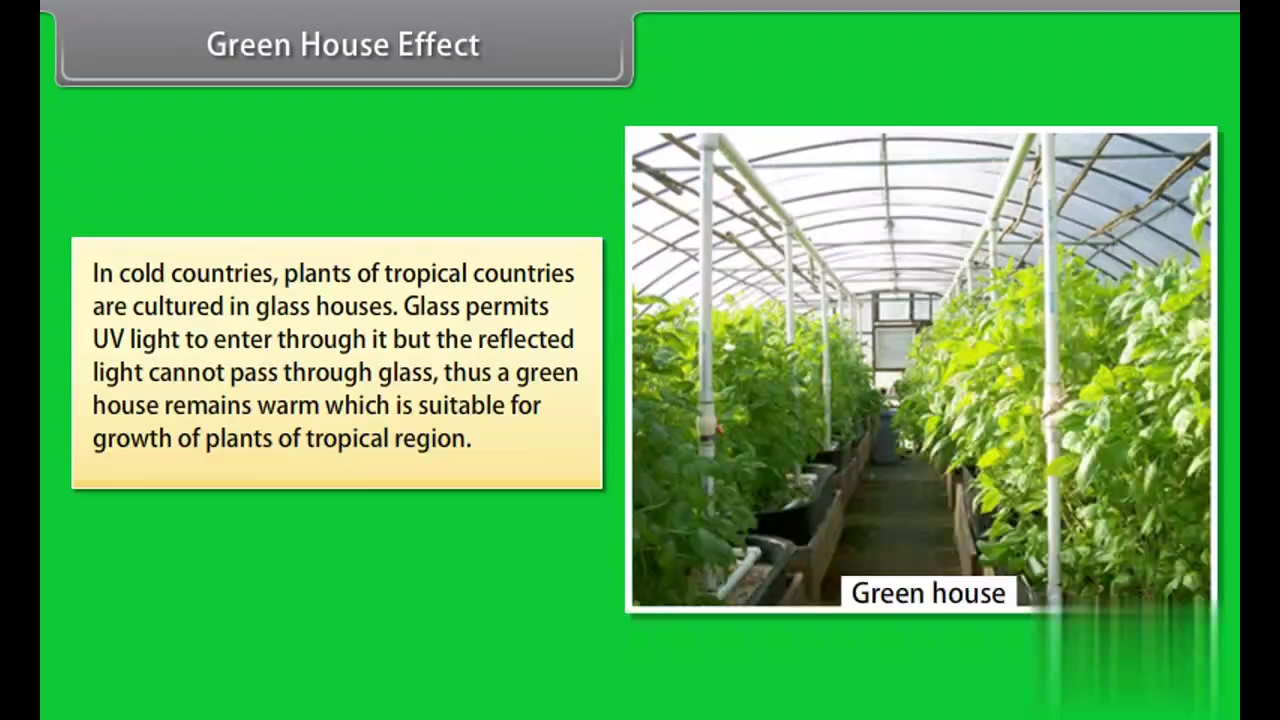 Green House Effect
In cold countries, plants of tropical countries
are cultured in glass houses. Glass permits
UV light to enter through it but the reflected
light cannot pass through glass, thus a green
house remains warm which is suitable for
growth of plants of tropical region.
Green house